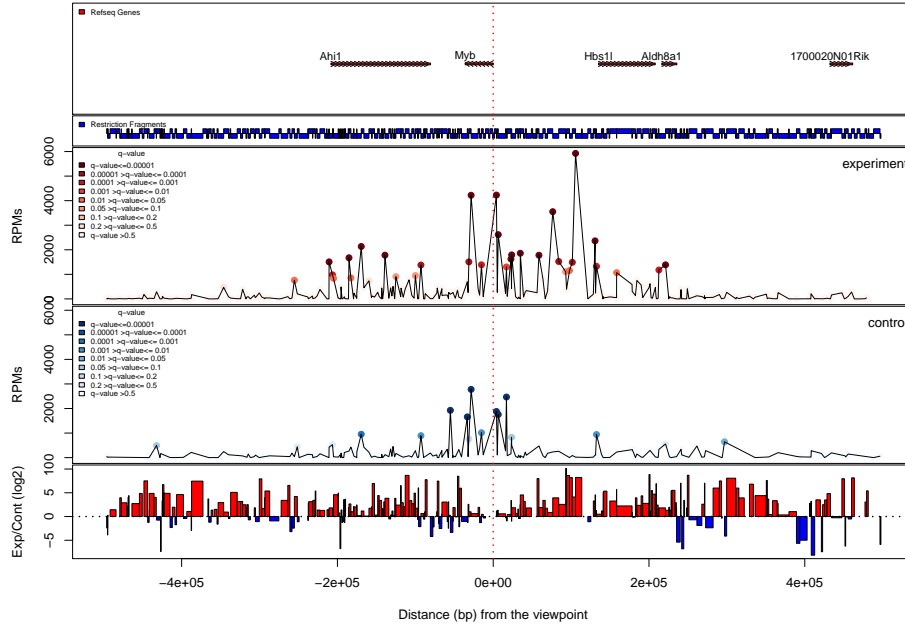 Refseq Genes
Ahi1
Myb
Hbs1l
Aldh8a1
1700020N01Rik
Restriction Fragments
6000
4000
2000
0
RPMs
q-value
q-value<=0.00001
0.00001 >q-value<= 0.0001
0.0001 >q-value<= 0.001
0.001 >q-value<= 0.01
0.01 >q-value<= 0.05
0.05 >q-value<= 0.1
0.1 >q-value<= 0.2
0.2 >q-value<= 0.5
q-value >0.5
experiment
6000
4000
2000
0
RPMs
q-value
q-value<=0.00001
0.00001 >q-value<= 0.0001
0.0001 >q-value<= 0.001
0.001 >q-value<= 0.01
0.01 >q-value<= 0.05
0.05 >q-value<= 0.1
0.1 >q-value<= 0.2
0.2 >q-value<= 0.5
q-value >0.5
control
10
5
0
-5
Exp/Cont (log2)
-4e+05
-2e+05
0e+00
2e+05
4e+05
Distance (bp) from the viewpoint